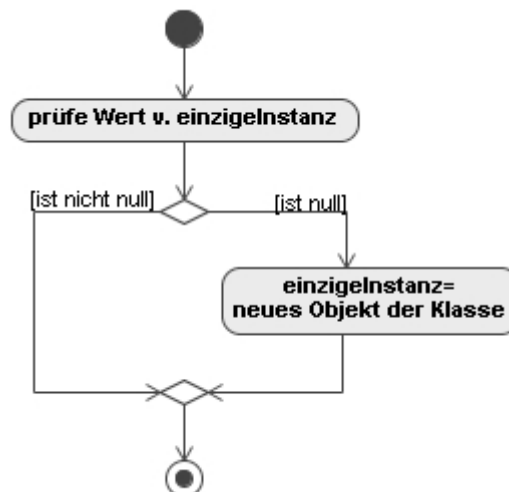 prüfe Wert v. einzigeInstanz
[ist nicht null]
[ist null]
einzigeInstanz=
neues Objekt der Klasse